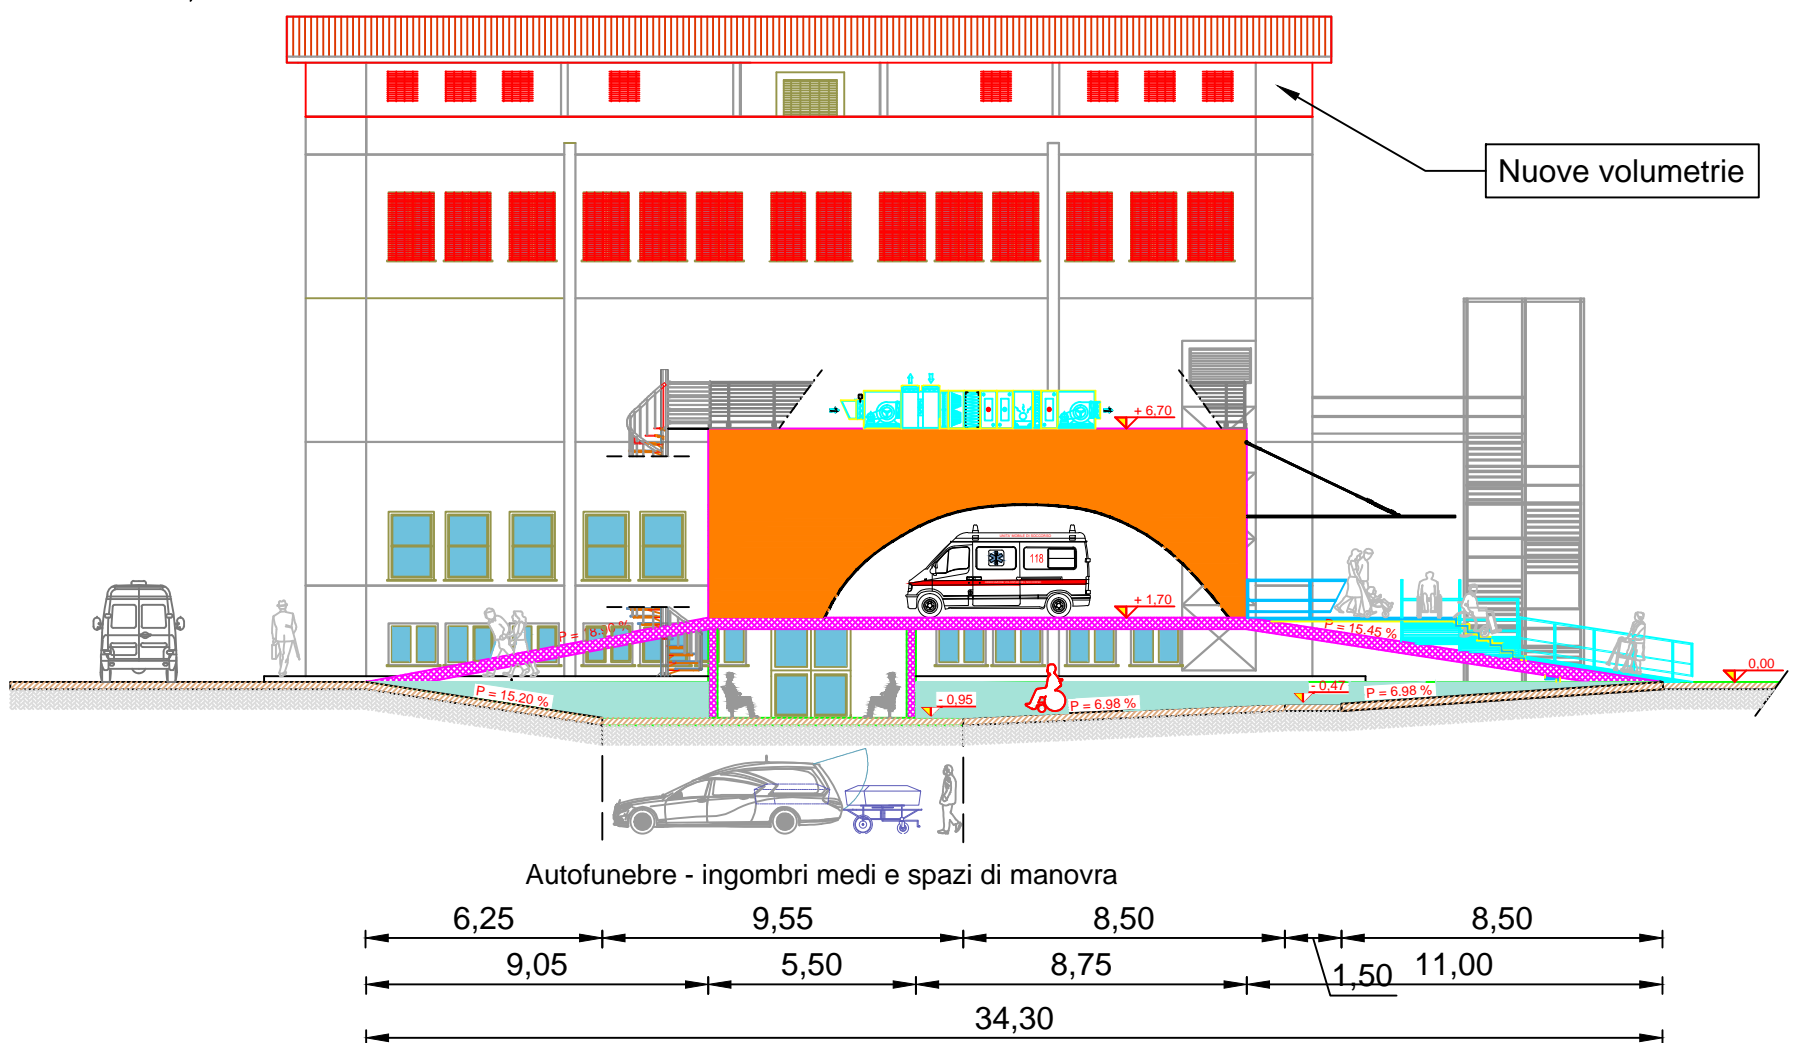 Nuove volumetrie
+ 6,70
118
+ 1,70
P = 18.90 %
P = 15.45 %
0,00
P = 15.20 %
- 0,95
P = 6.98 %
- 0,47
P = 6.98 %
Autofunebre - ingombri medi e spazi di manovra
6,25
9,55
8,50
8,50
9,05
5,50
8,75
1,50
11,00
34,30